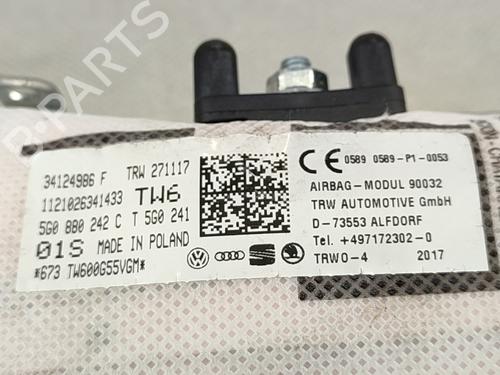 34124986 F TRW 271117
1121026341433 TW6
5G0 880 242 C T 5G0 241
01S MADE IN POLAND
*673 TW600G55VGM*
CE 0589 0589-P1-0053
AIRBAG-MODUL 90032
TRW AUTOMOTIVE GmbH
D-73553 ALFDORF
Tel. +497172302-0
TRWO-4 2017
B-PARTS